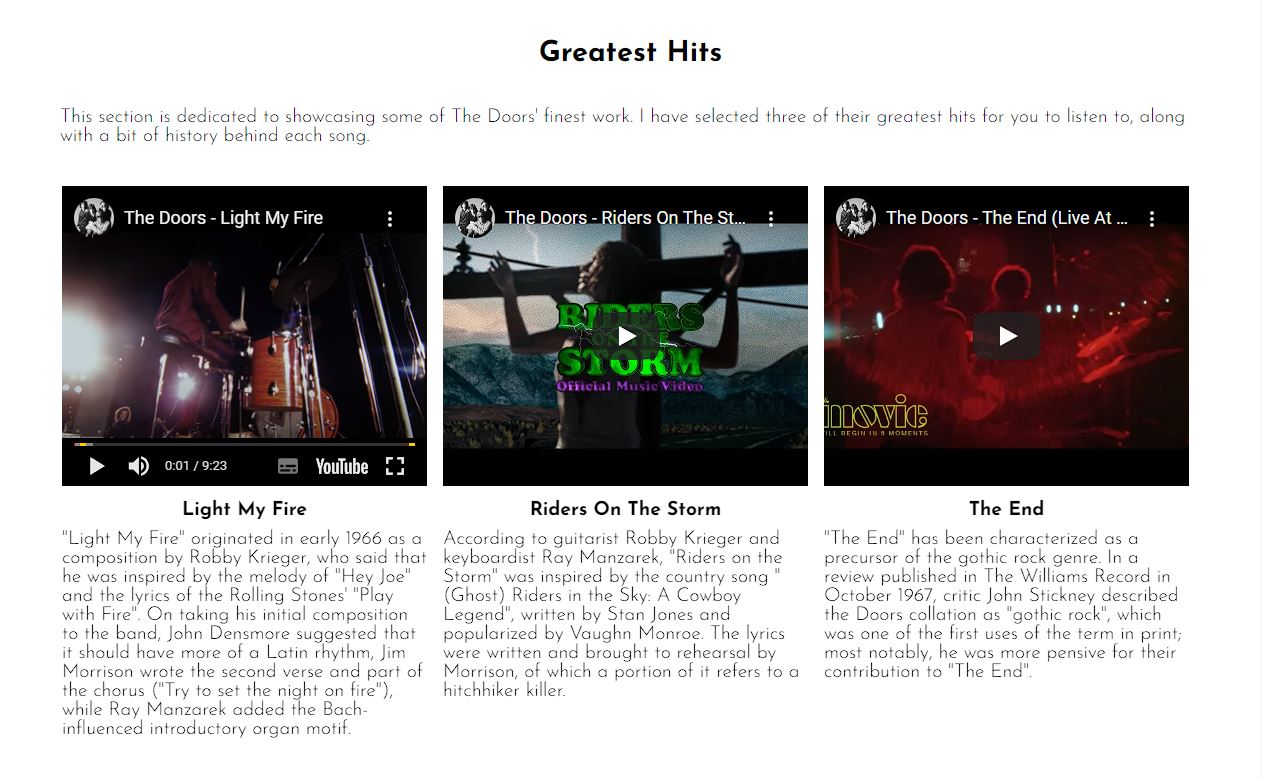 Greatest Hits
This section is dedicated to showcasing some of The Doors' finest work. I have selected three of their greatest hits for you to listen to, along
with a bit of history behind each song.
The Doors - Light My Fire
0:01 / 9:23
YouTube
Light My Fire
"Light My Fire" originated in early 1966 as a
composition by Robby Krieger, who said that
he was inspired by the melody of "Hey Joe"
and the lyrics of the Rolling Stones' "Play
with Fire". On taking his initial composition
to the band, John Densmore suggested that
it should have more of a Latin rhythm, Jim
Morrison wrote the second verse and part of
the chorus ("Try to set the night on fire"),
while Ray Manzarek added the Bach-
influenced introductory organ motif.
The Doors - Riders On The St...
RIDERS
ON THE
STORM
Official Music Video
Riders On The Storm
According to guitarist Robby Krieger and
keyboardist Ray Manzarek, "Riders on the
Storm" was inspired by the country song "
(Ghost) Riders in the Sky: A Cowboy
Legend", written by Stan Jones and
popularized by Vaughn Monroe. The lyrics
were written and brought to rehearsal by
Morrison, of which a portion of it refers to a
hitchhiker killer.
The Doors - The End (Live At ...
&
movie
ILL BEGIN IN 5 MOMENTS
The End
"The End" has been characterized as a
precursor of the gothic rock genre. In a
review published in The Williams Record in
October 1967, critic John Stickney described
the Doors collation as "gothic rock", which
was one of the first uses of the term in print;
most notably, he was more pensive for their
contribution to "The End".